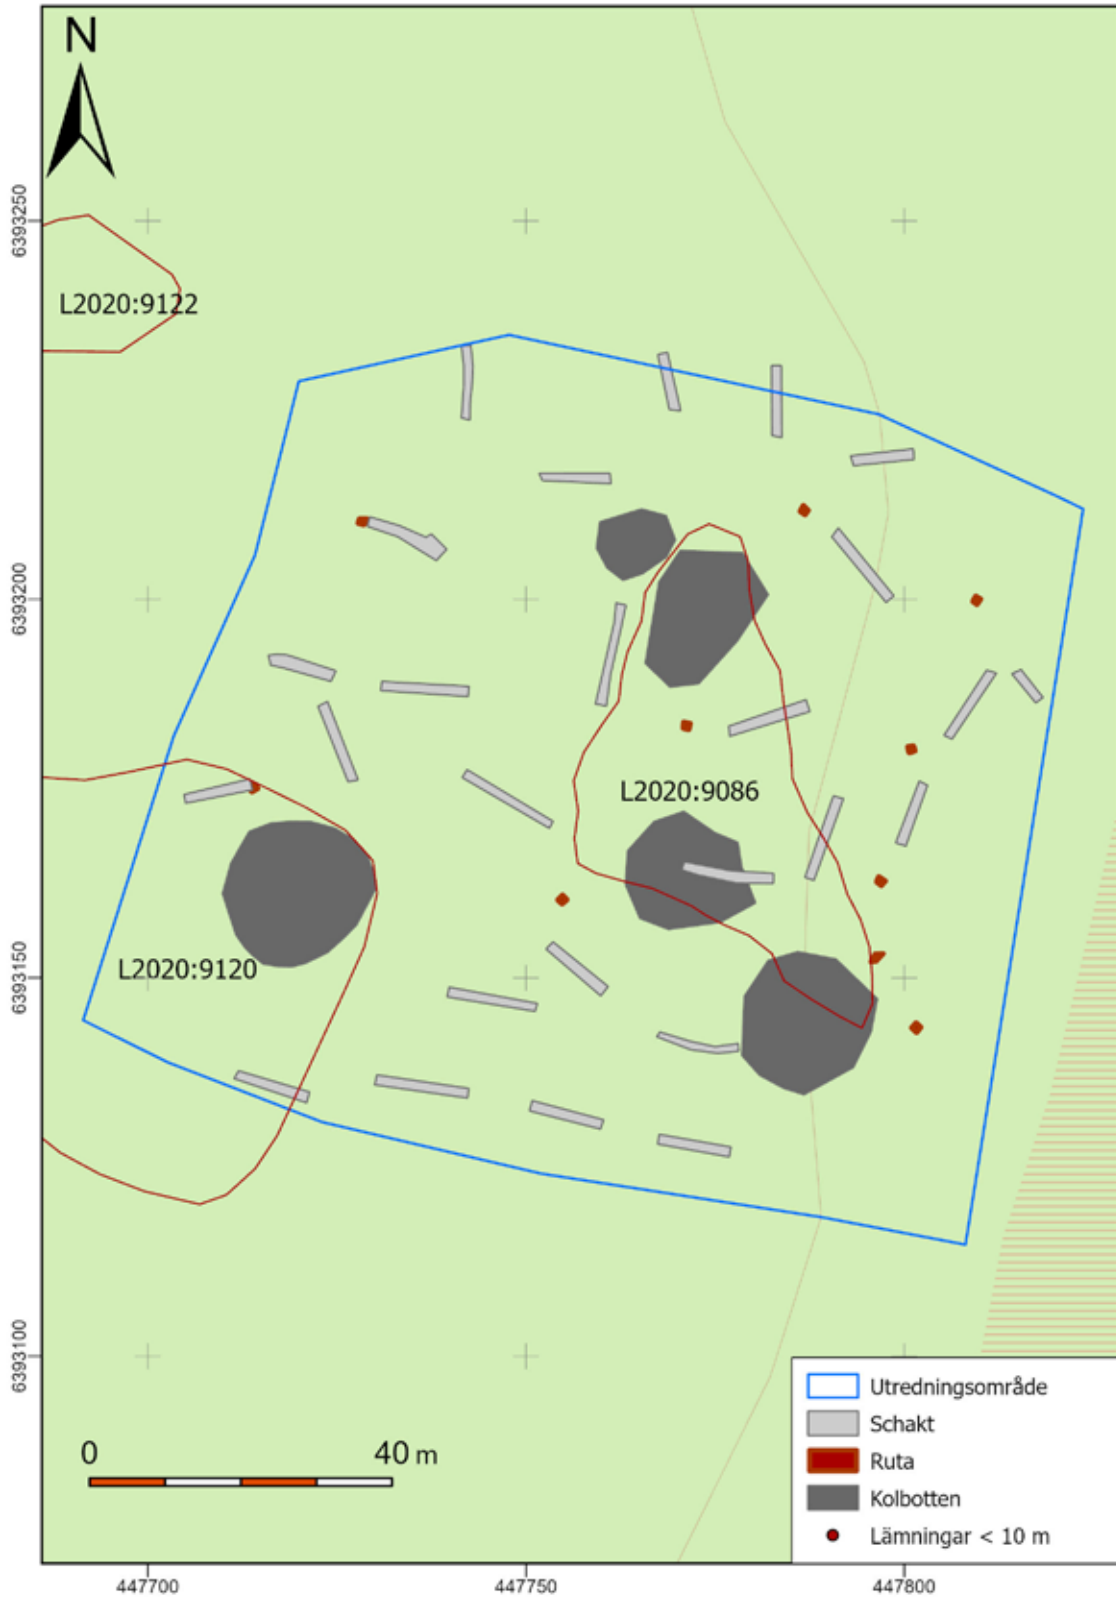 N
6393250
L2020:9122
6393200
L2020:9086
L2020:9120
6393150
6393100
0 40 m
Utredningsområde
Schakt
Ruta
Kolbotten
Lämningar < 10 m
447700 447750 447800